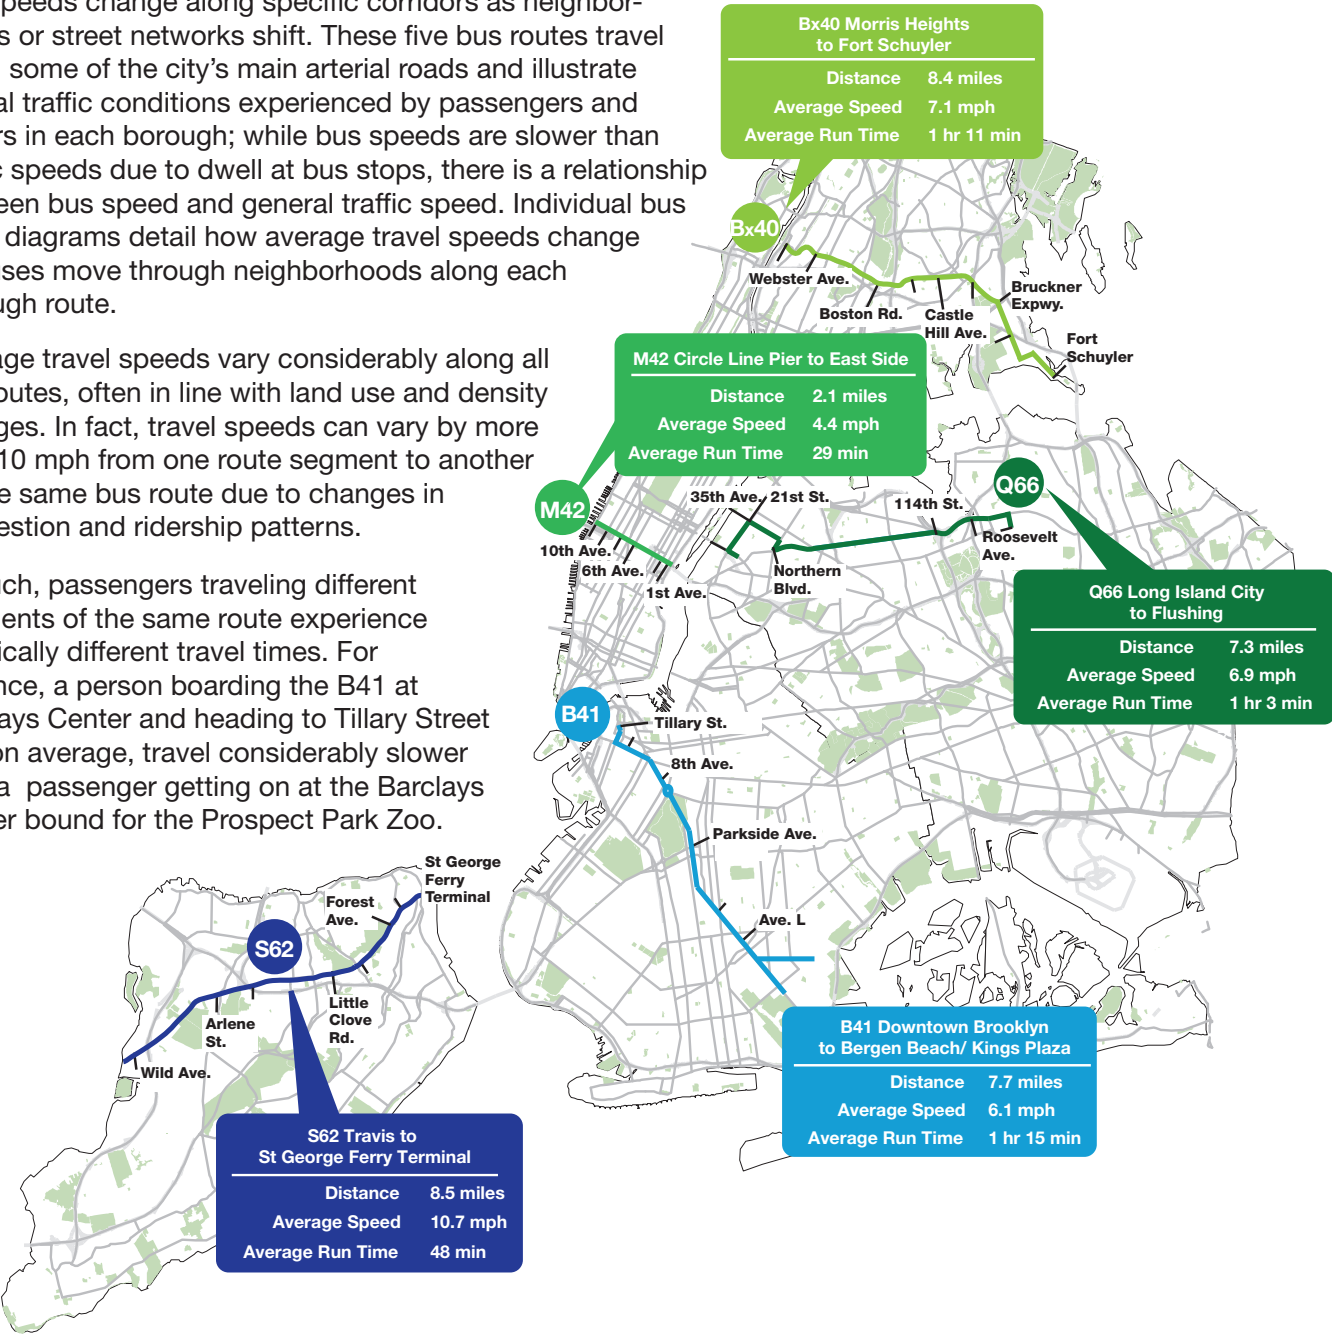 speeds change along specific corridors as neighbor-
s or street networks shift. These five bus routes travel
some of the city's main arterial roads and illustrate
al traffic conditions experienced by passengers and
rs in each borough; while bus speeds are slower than
c speeds due to dwell at bus stops, there is a relationship
een bus speed and general traffic speed. Individual bus
diagrams detail how average travel speeds change
ses move through neighborhoods along each
ugh route.
age travel speeds vary considerably along all
outes, often in line with land use and density
ges. In fact, travel speeds can vary by more
10 mph from one route segment to another
e same bus route due to changes in
estion and ridership patterns.
uch, passengers traveling different
ents of the same route experience
ically different travel times. For
nce, a person boarding the B41 at
ays Center and heading to Tillary Street
on average, travel considerably slower
a passenger getting on at the Barclays
er bound for the Prospect Park Zoo.
Bx40 Morris Heights
to Fort Schuyler
Distance 8.4 miles
Average Speed 7.1 mph
Average Run Time 1 hr 11 min
Bx40
Webster Ave.
Boston Rd.
Castle
Hill Ave.
Bruckner
Expwy.
Fort
Schuyler
M42 Circle Line Pier to East Side
Distance 2.1 miles
Average Speed 4.4 mph
Average Run Time 29 min
M42
10th Ave.
6th Ave.
1st Ave.
35th Ave.
21st St.
114th St.
Q66
Roosevelt
Ave.
Northern
Blvd.
Q66 Long Island City
to Flushing
Distance 7.3 miles
Average Speed 6.9 mph
Average Run Time 1 hr 3 min
B41
Tillary St.
8th Ave.
Parkside Ave.
Ave. L
B41 Downtown Brooklyn
to Bergen Beach/ Kings Plaza
Distance 7.7 miles
Average Speed 6.1 mph
Average Run Time 1 hr 15 min
St George
Ferry
Terminal
Forest
Ave.
S62
Little
Clove
Rd.
Arlene
St.
Wild Ave.
S62 Travis to
St George Ferry Terminal
Distance 8.5 miles
Average Speed 10.7 mph
Average Run Time 48 min